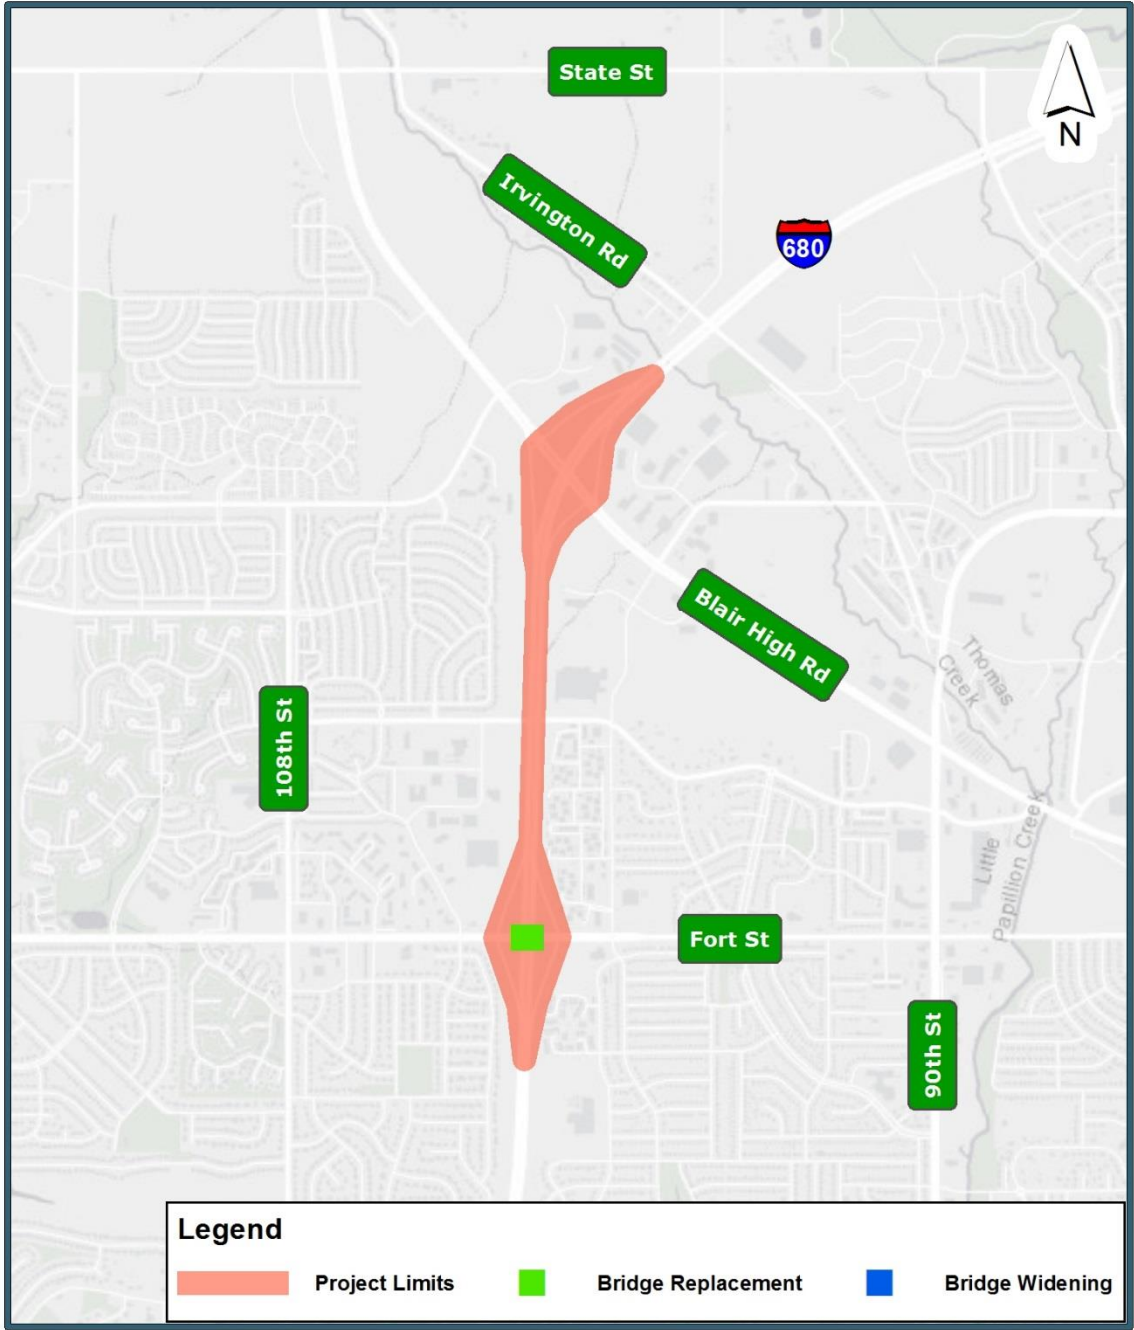 State St
N
Irvington Rd
680
Blair High Rd
Thomas
Creek
108th St
Little
Papillion Creek
Fort St
90th St
Legend
Project Limits
Bridge Replacement
Bridge Widening